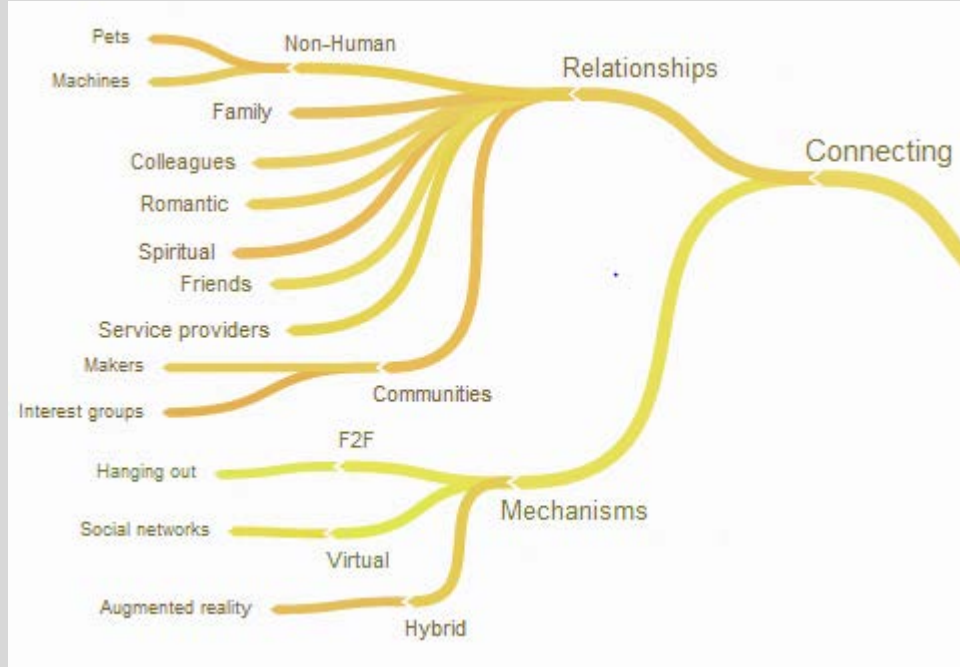 Pets
Non-Human
Machines
Relationships
Family
Connecting
Colleagues
Romantic
Spiritual
Friends
Service providers
Makers
Communities
Interest groups
F2F
Hanging out
Mechanisms
Social networks
Virtual
Augmented reality
Hybrid